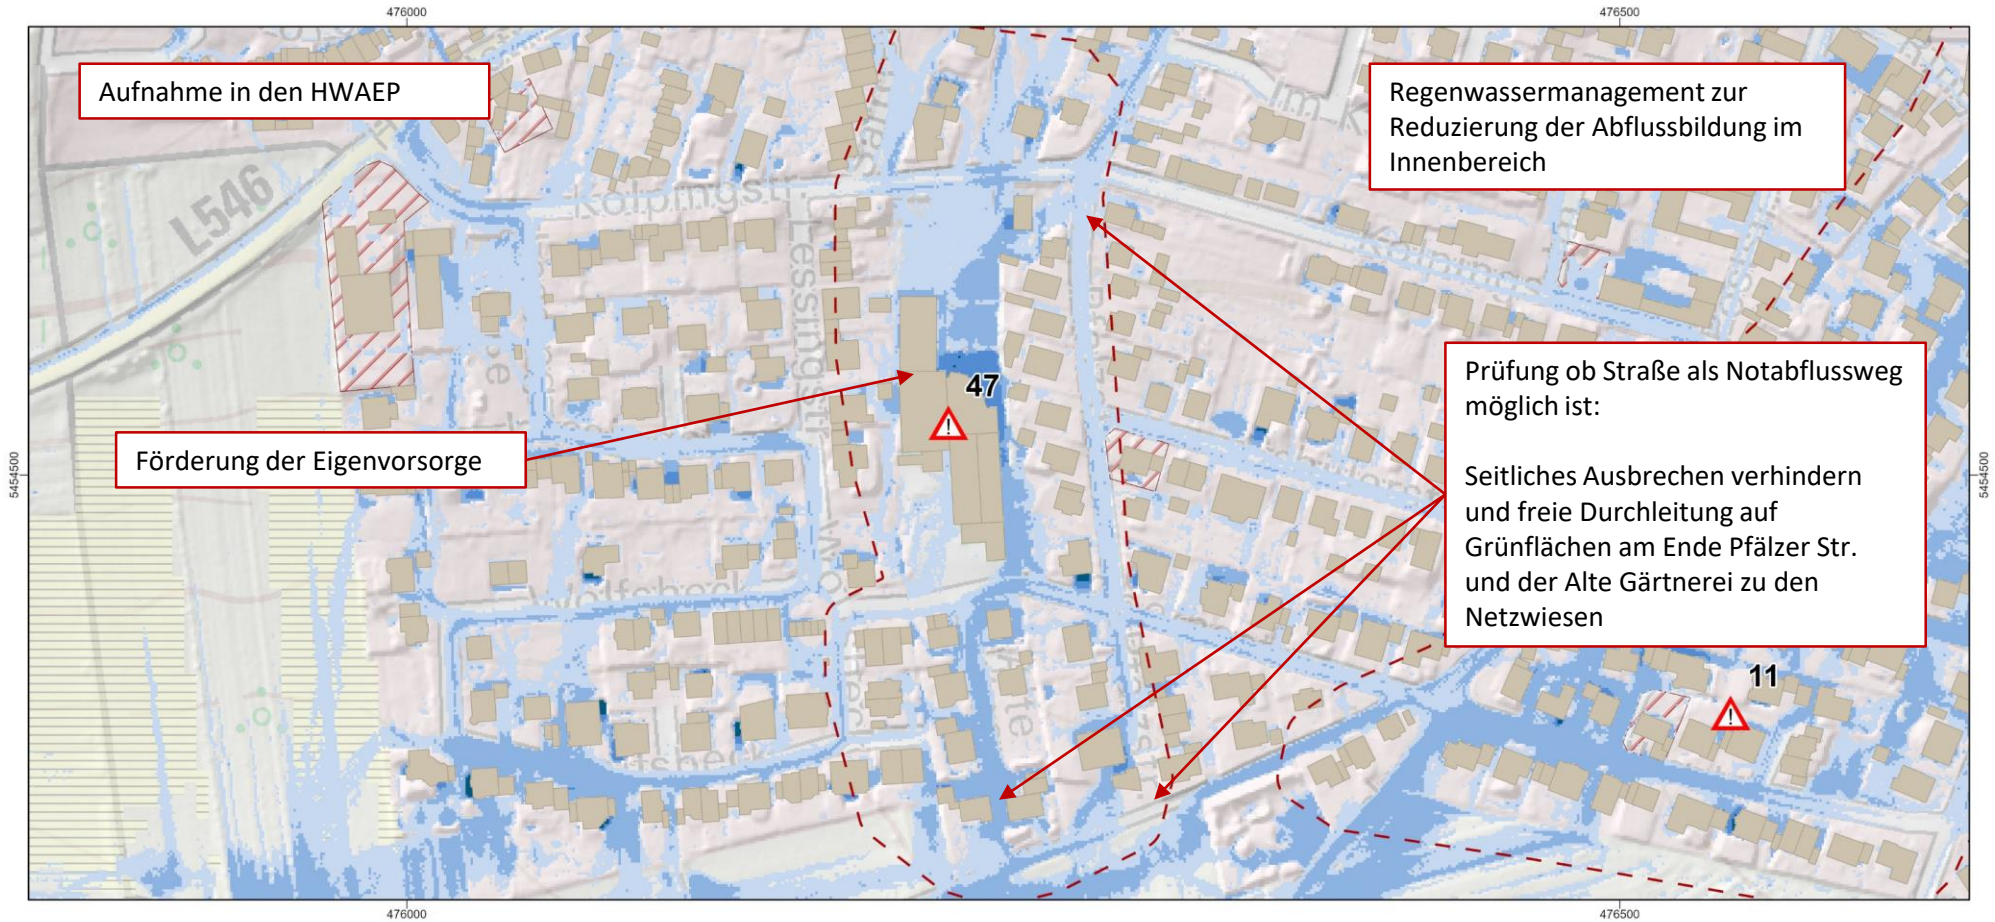 476000
476500
Aufnahme in den HWAEP
Regenwassermanagement zur
Reduzierung der Abflussbildung im
Innenbereich
L546
Kolpingstr
Lessingstr
Prüfung ob Straße als Notabflussweg
möglich ist:
Seitliches Ausbrechen verhindern
und freie Durchleitung auf
Grünflächen am Ende Pfälzer Str.
und der Alte Gärtnerei zu den
Netzwiesen
47
Förderung der Eigenvorsorge
5454500
5454500
Wolfsbeck
11
476000
476500